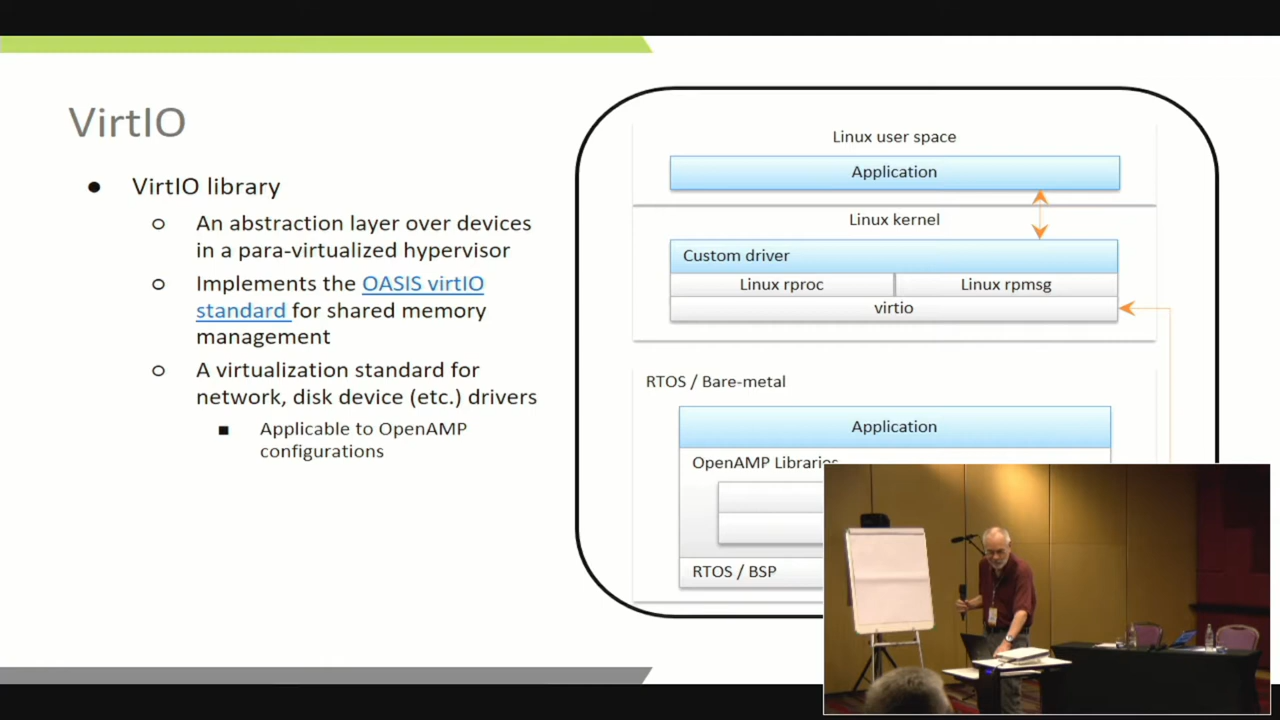 VirtIO
● VirtIO library
○ An abstraction layer over devices
in a para-virtualized hypervisor
○ Implements the OASIS virtIO
standard for shared memory
management
○ A virtualization standard for
network, disk device (etc.) drivers
■ Applicable to OpenAMP
configurations
Linux user space
Application
Linux kernel
Custom driver
Linux rproc
Linux rpmsg
virtio
RTOS / Bare-metal
Application
OpenAMP Libraries
RTOS / BSP